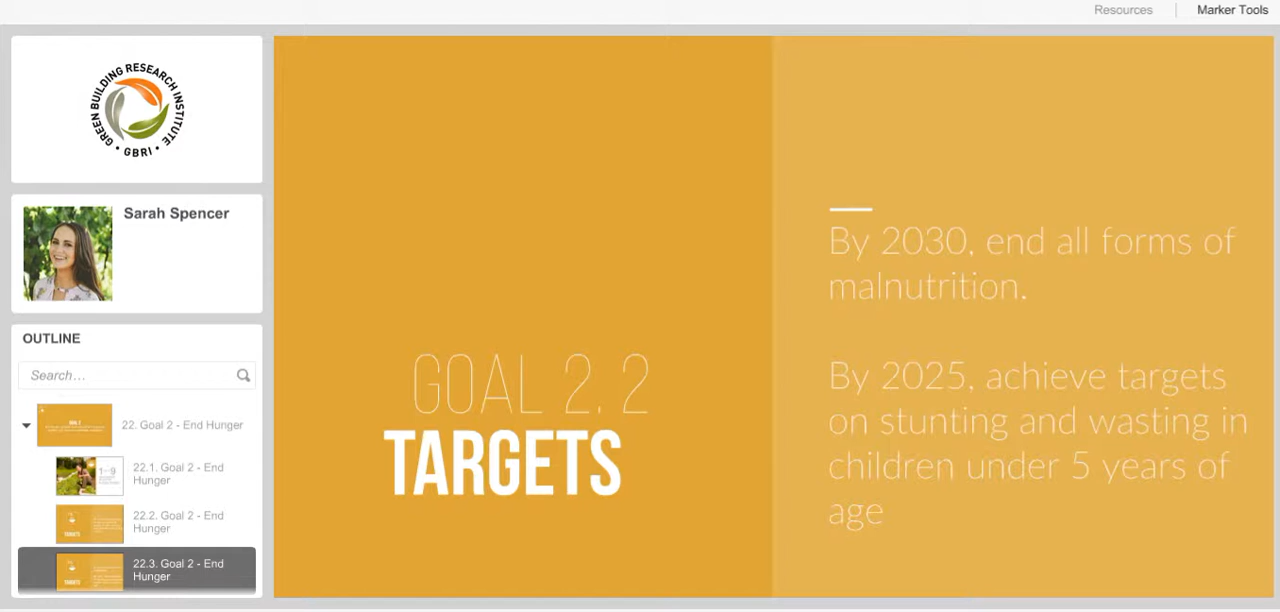 Resources
Marker Tools
GREEN BUILDING RESEARCH INSTITUTE
• GBRI •
Sarah Spencer
OUTLINE
Search...
22. Goal 2 - End Hunger
22.1. Goal 2 - End
Hunger
22.2. Goal 2 - End
Hunger
22.3. Goal 2 - End
Hunger
GOAL 2. 2
TARGETS
By 2030, end all forms of
malnutrition.
By 2025, achieve targets
on stunting and wasting in
children under 5 years of
age